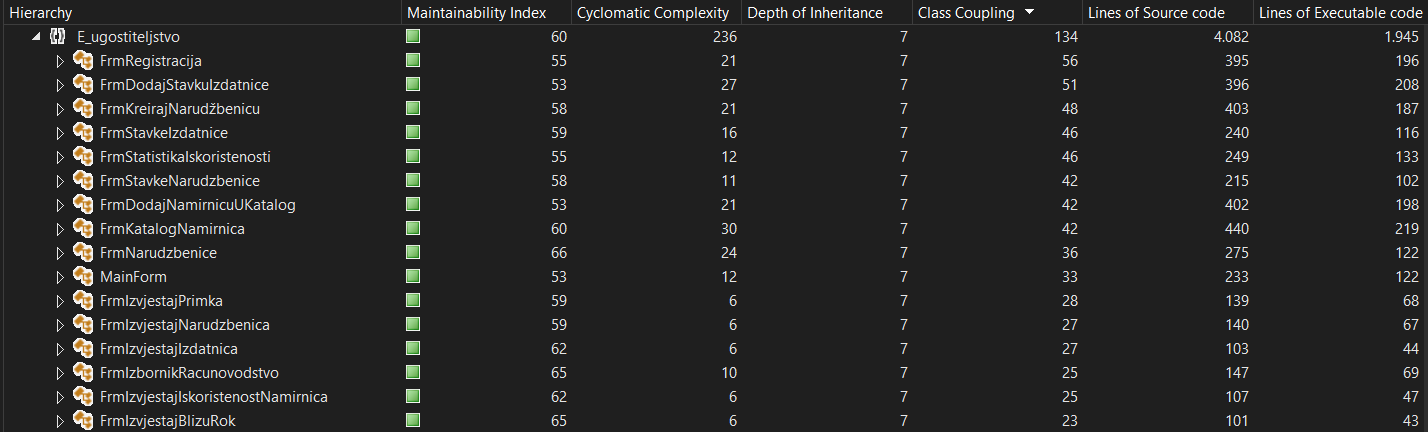 Hierarchy Maintainability Index Cyclomatic Complexity Depth of Inheritance Class Coupling Lines of Source code Lines of Executable code
E_ugostiteljstvo 60 236 7 134 4.082 1.945
FrmRegistracija 55 21 7 56 395 196
FrmDodajStavkuIzdatnice 53 27 7 51 396 208
FrmKreirajNarudžbenicu 58 21 7 48 403 187
FrmStavkeIzdatnice 59 16 7 46 240 116
FrmStatistikaIskoristenosti 55 12 7 46 249 133
FrmStavkeNarudzbenice 58 11 7 42 215 102
FrmDodajNamirnicuUKatalog 53 21 7 42 402 198
FrmKatalogNamirnica 60 30 7 42 440 219
FrmNarudzbenice 66 24 7 36 275 122
MainForm 53 12 7 33 233 122
FrmIzvjestajPrimka 59 6 7 28 139 68
FrmIzvjestajNarudzbenica 59 6 7 27 140 67
FrmIzvjestajIzdatnica 62 6 7 27 103 44
FrmIzbornikRacunovodstvo 65 10 7 25 147 69
FrmIzvjestajIskoristenostNamirnica 62 6 7 25 107 47
FrmIzvjestajBlizuRok 65 6 7 23 101 43